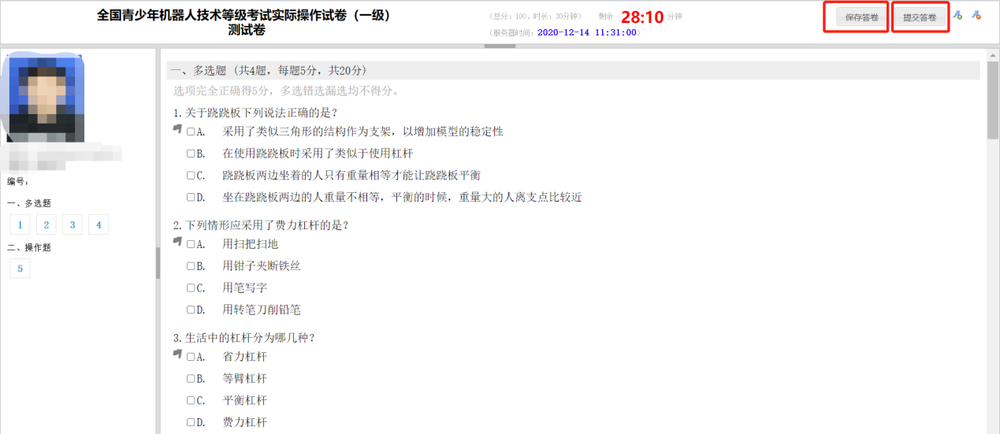 全国青少年机器人技术等级考试实际操作试卷（一级）
测试卷
（总分：100，时长：30分钟） 剩余 28:10 分钟
（服务器时间：2020-12-14 11:31:00）
保存答卷 提交答卷
编号：
一、多选题
1 2 3 4
二、操作题
5
一、多选题 (共4题，每题5分，共20分)
选项完全正确得5分，多选错选漏选均不得分。
1.关于跷跷板下列说法正确的是？
A. 采用了类似三角形的结构作为支架，以增加模型的稳定性
B. 在使用跷跷板时采用了类似于使用杠杆
C. 跷跷板两边坐着的人只有重量相等才能让跷跷板平衡
D. 坐在跷跷板两边的人重量不相等，平衡的时候，重量大的人离支点比较近
2.下列情形应采用了费力杠杆的是？
A. 用扫把扫地
B. 用钳子夹断铁丝
C. 用笔写字
D. 用转笔刀削铅笔
3.生活中的杠杆分为哪几种？
A. 省力杠杆
B. 等臂杠杆
C. 平衡杠杆
D. 费力杠杆